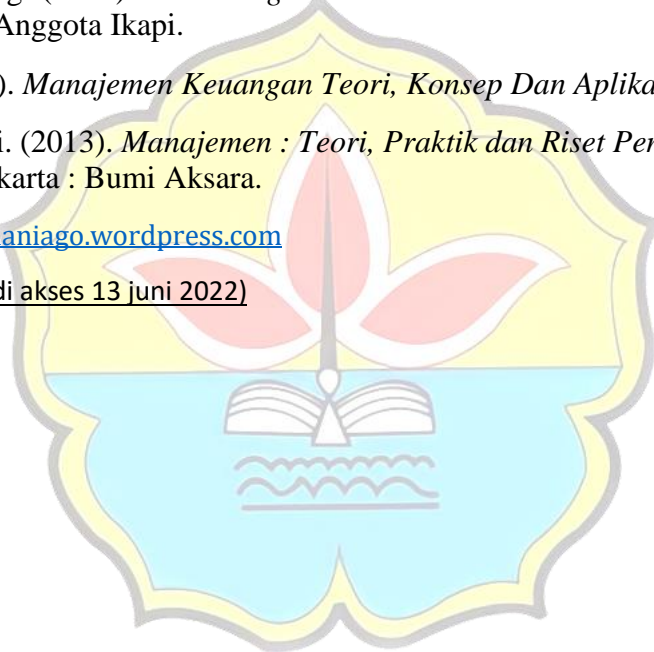 Anggota Ikapi.
). Manajemen Keuangan Teori, Konsep Dan Aplika
i. (2013). Manajemen : Teori, Praktik dan Riset Pen
karta : Bumi Aksara.
aniago.wordpress.com
di akses 13 juni 2022)